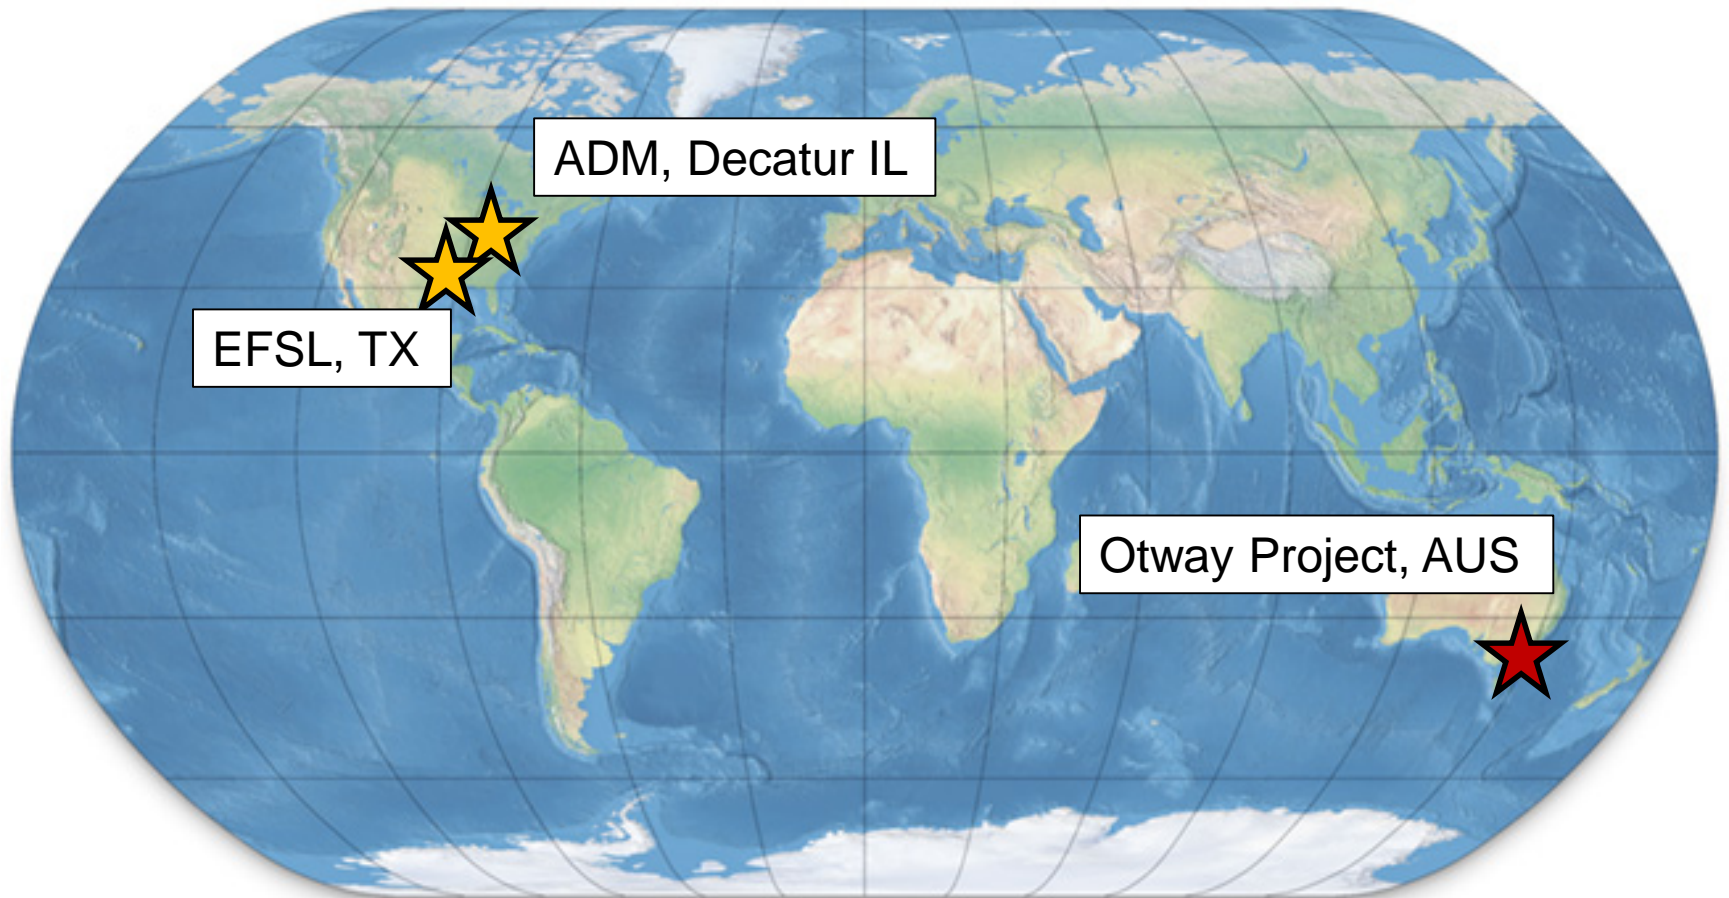 ADM, Decatur IL
EFSL, TX
Otway Project, AUS